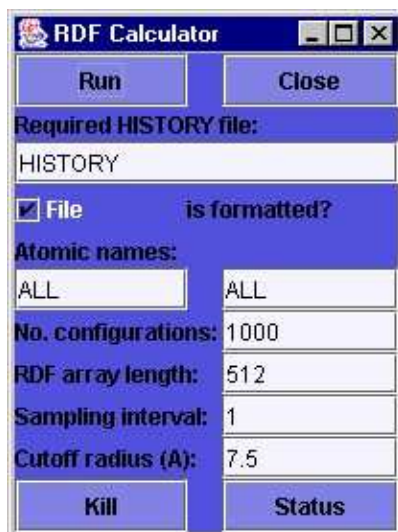 RDF Calculator
Run Close
Required HISTORY file:
HISTORY
File is formatted?
Atomic names:
ALL ALL
No. configurations: 1000
RDF array length: 512
Sampling interval: 1
Cutoff radius (A): 7.5
Kill Status